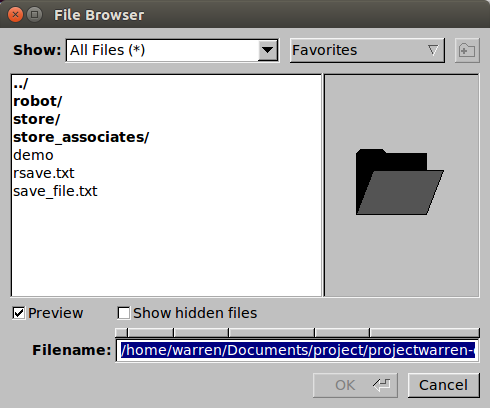 File Browser
Show: All Files (*) Favorites
../
robot/
store/
store_associates/
demo
rsave.txt
save_file.txt
Preview Show hidden files
Filename: /home/warren/Documents/project/projectwarren-
OK Cancel